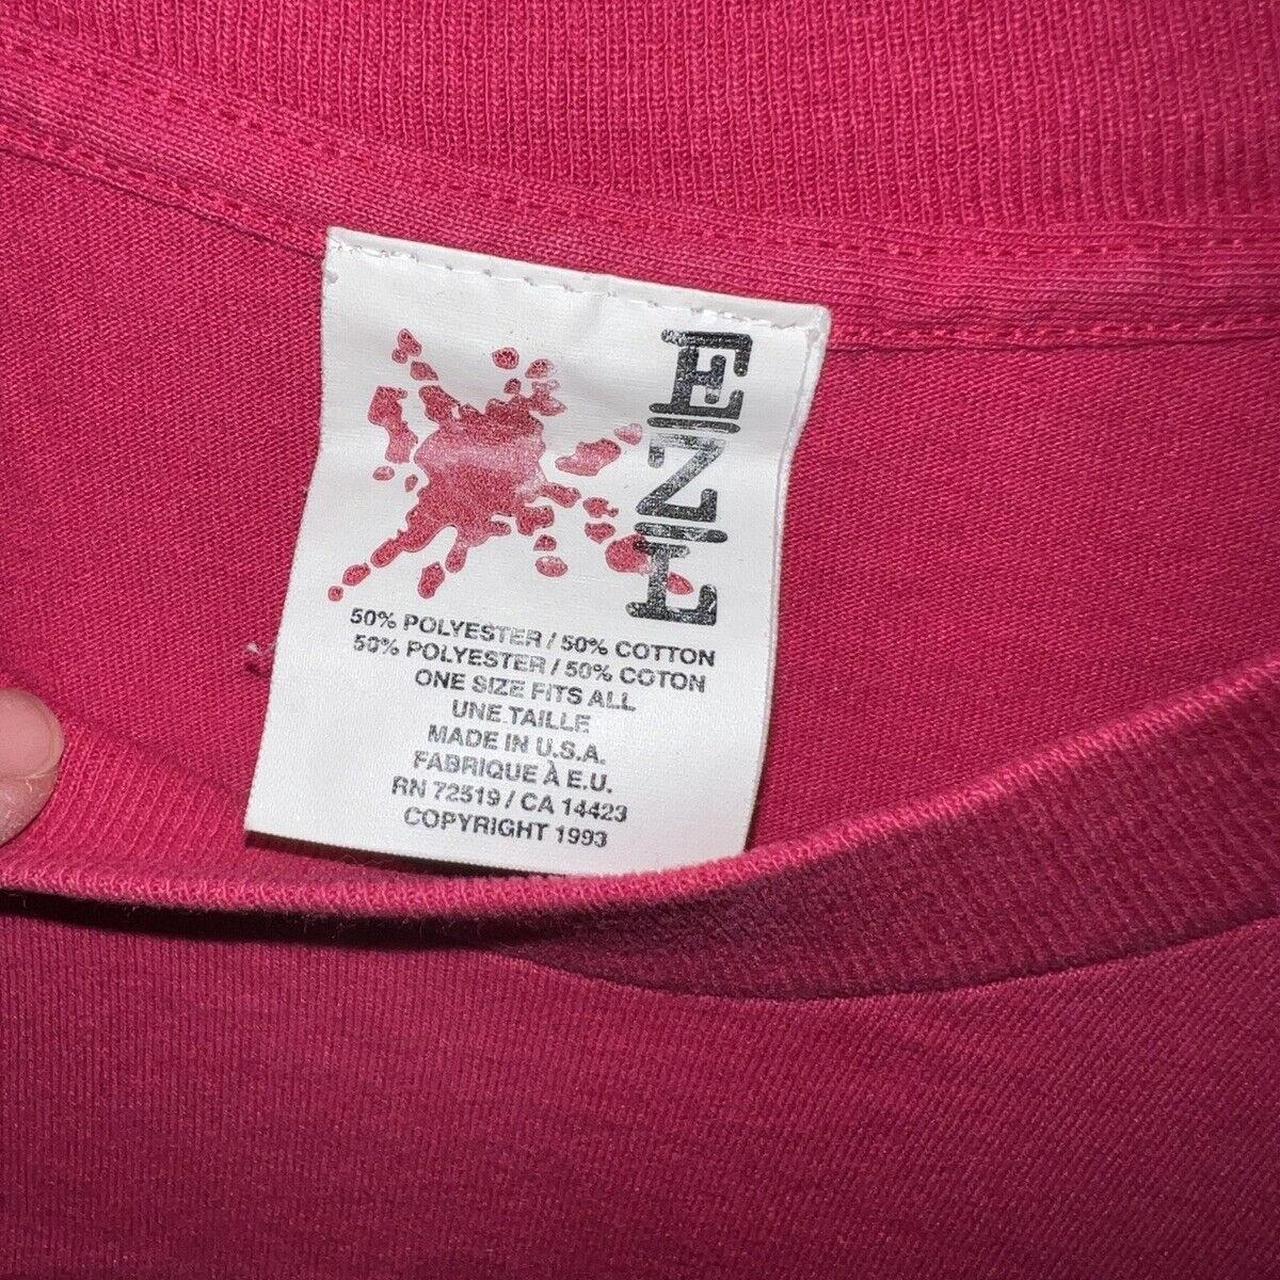 E/Z/L
50% POLYESTER / 50% COTTON
50% POLYESTER / 50% COTON
ONE SIZE FITS ALL
UNE TAILLE
MADE IN U.S.A.
FABRIQUE À E.U.
RN 72519 / CA 14423
COPYRIGHT 1993